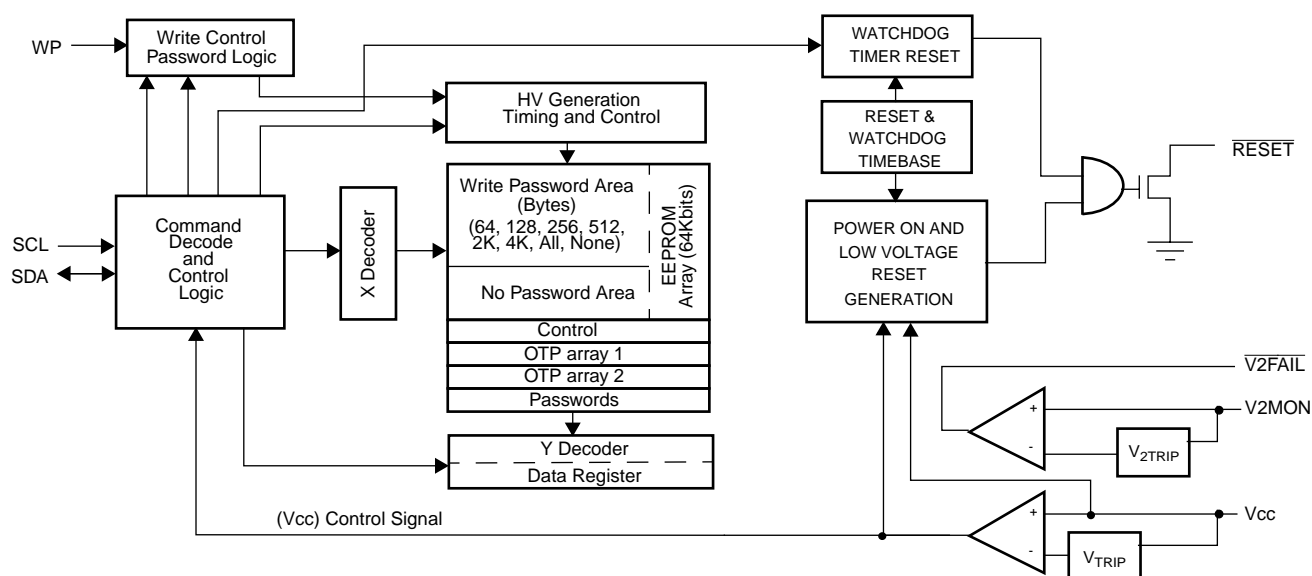 WP
Write Control
Password Logic
WATCHDOG
TIMER RESET
HV Generation
Timing and Control
RESET &
WATCHDOG
TIMEBASE
RESET
SCL
SDA
Command
Decode
and
Control
Logic
X Decoder
Write Password Area
(Bytes)
(64, 128, 256, 512,
2K, 4K, All, None)
No Password Area
EEPROM
Array (64Kbits)
Control
OTP array 1
OTP array 2
Passwords
Y Decoder
Data Register
POWER ON AND
LOW VOLTAGE
RESET
GENERATION
V2FAIL
+
V2MON
-
V2TRIP
(Vcc) Control Signal
+
Vcc
-
VTRIP